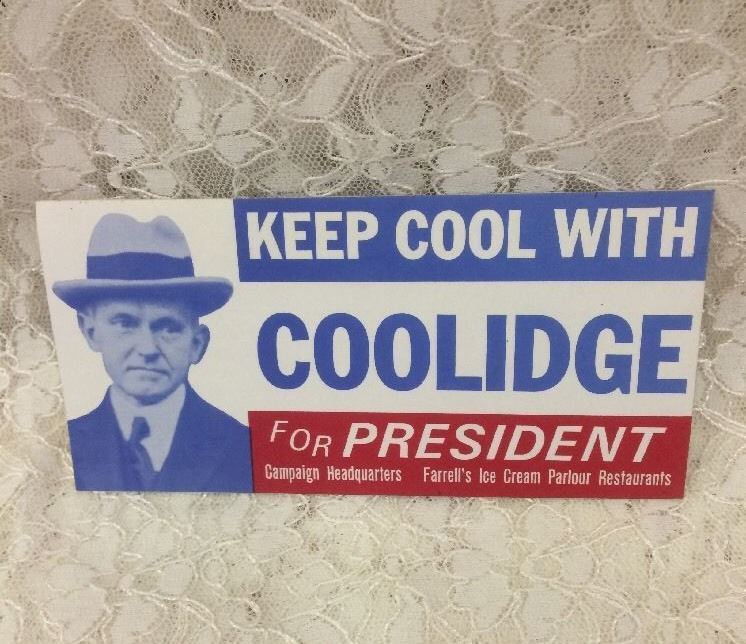 KEEP COOL WITH
COOLIDGE
FOR PRESIDENT
Campaign Headquarters Farrell's Ice Cream Parlour Restaurants